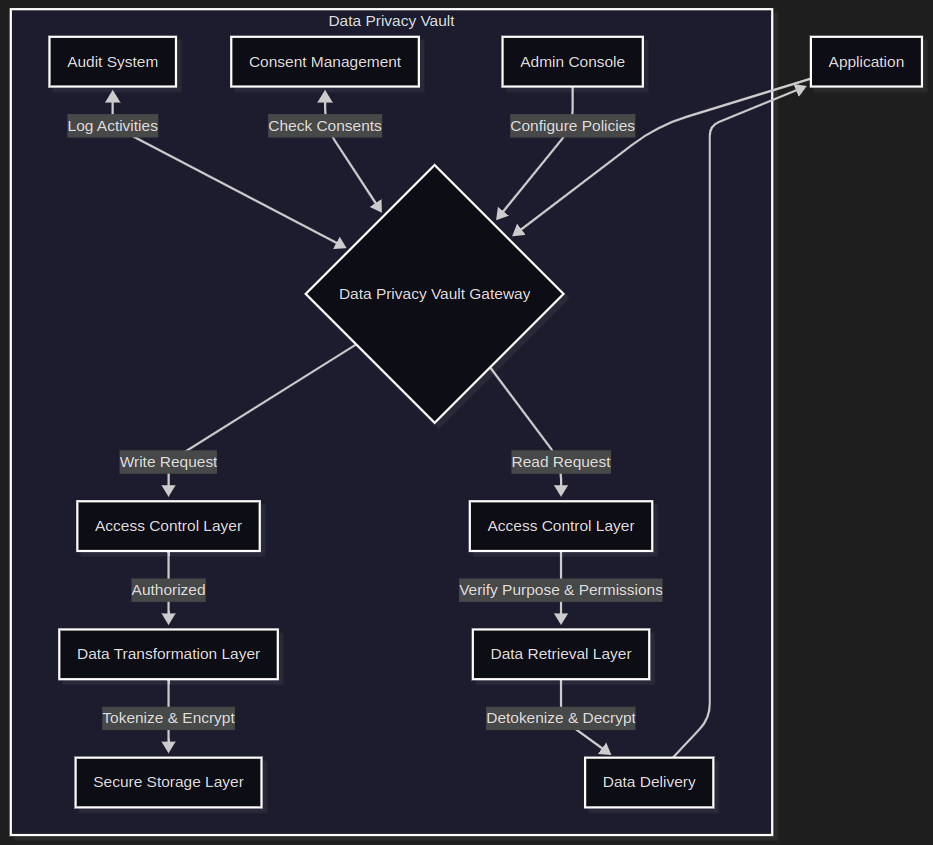 Data Privacy Vault
Audit System
Consent Management
Admin Console
Application
Log Activities
Check Consents
Configure Policies
Data Privacy Vault Gateway
Write Request
Read Request
Access Control Layer
Access Control Layer
Authorized
Verify Purpose & Permissions
Data Transformation Layer
Data Retrieval Layer
Tokenize & Encrypt
Detokenize & Decrypt
Secure Storage Layer
Data Delivery